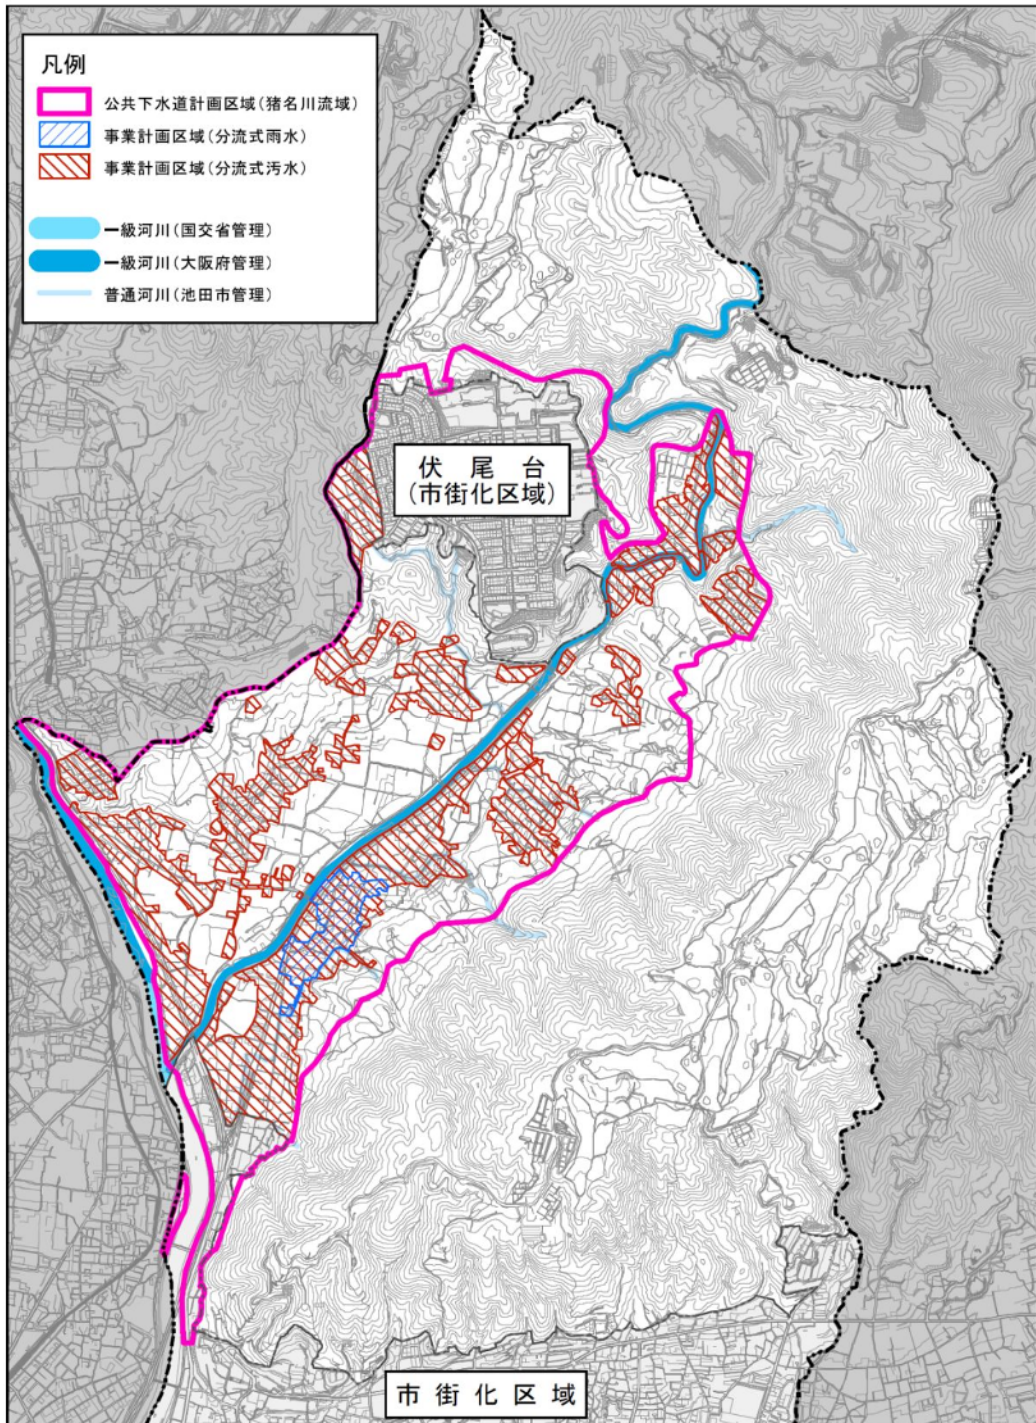 凡例
公共下水道計画区域(猪名川流域)
事業計画区域(分流式雨水)
事業計画区域(分流式汚水)
一級河川(国交省管理)
一級河川(大阪府管理)
普通河川(池田市管理)
伏尾台
(市街化区域)
市街化区域